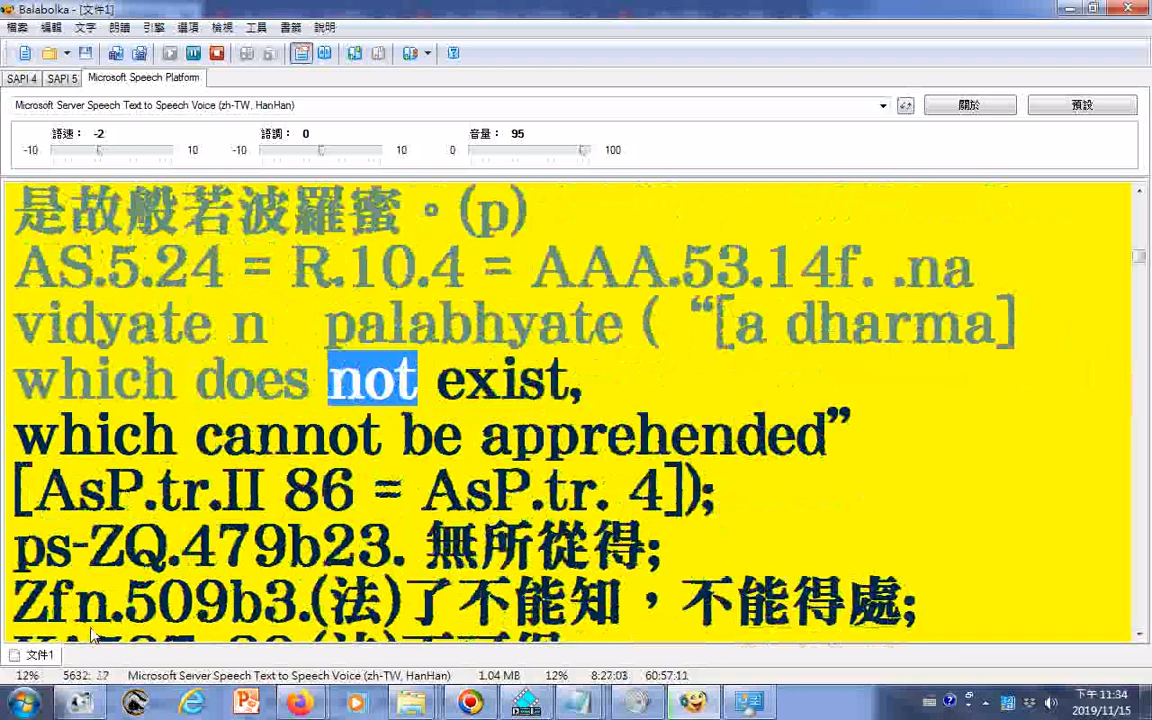 Balabolka - [文件1]
檔案 編輯 文字 朗讀 引擎 選項 檢視 工具 書籤 說明
SAPI 4 SAPI 5 Microsoft Speech Platform
Microsoft Server Speech Text to Speech Voice (zh-TW, HanHan) 關於 預設
語速： -2 語調： 0 音量： 95
-10 10 -10 10 0 100
是故般若波羅蜜。(p)
AS.5.24 = R.10.4 = AAA.53.14f. .na
vidyate n palabhyate ( “[a dharma]
which does not exist,
which cannot be apprehended”
[AsP.tr.II 86 = AsP.tr. 4]);
ps-ZQ.479b23. 無所從得;
Zfn.509b3.(法)了不能知，不能得處;
文件1
12% 5632: Microsoft Server Speech Text to Speech Voice (zh-TW, HanHan) 1.04 MB 12% 8:27:03 60:57:11
下午 11:34
2019/11/15